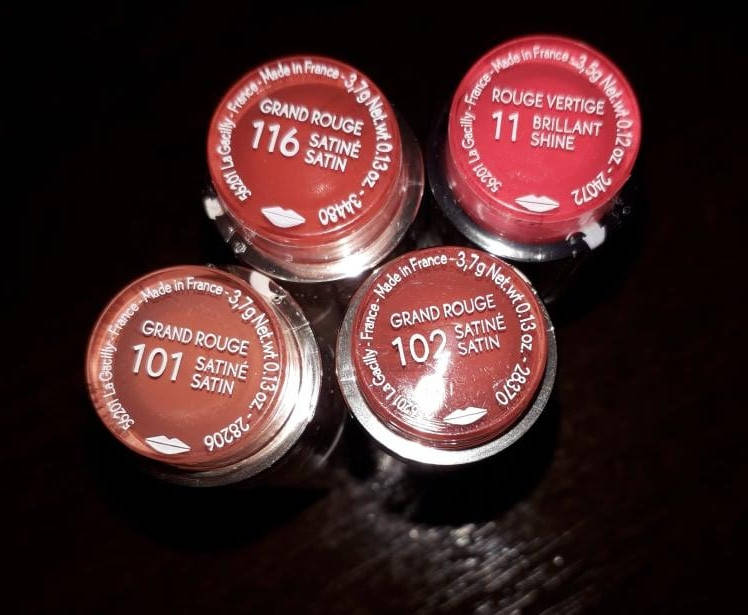 56201 La Gacilly - France - Made in France - 3,7g Net.wt 0.13 oz - 34480
GRAND ROUGE
116 SATINÉ
SATIN
56201 La Gacilly - France - Made in France - 3,5g Net.wt 0.12 oz - 24072
ROUGE VERTIGE
11 BRILLANT
SHINE
56201 La Gacilly - France - Made in France - 3,7g Net.wt 0.13 oz - 28206
GRAND ROUGE
101 SATINÉ
SATIN
56201 La Gacilly - France - Made in France - 3,7g Net.wt 0.13 oz - 28370
GRAND ROUGE
102 SATINÉ
SATIN